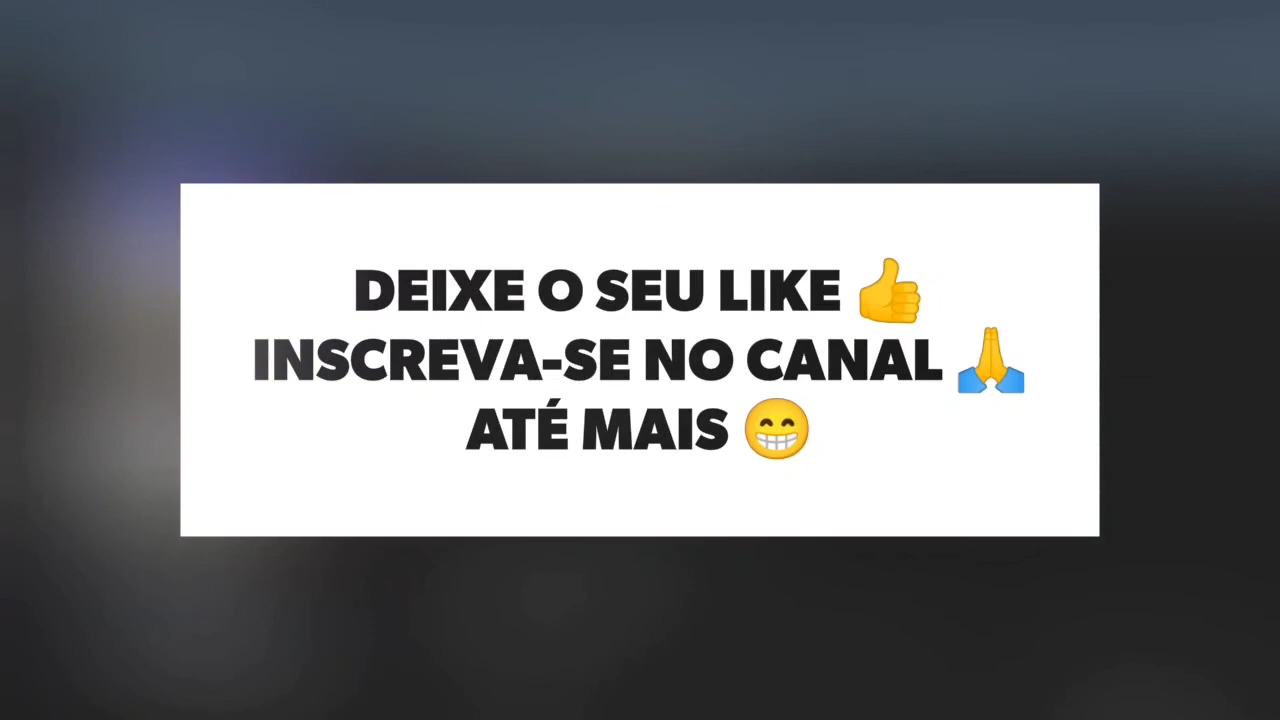 DEIXE O SEU LIKE 👍
INSCREVA-SE NO CANAL 🙏
ATÉ MAIS 😁